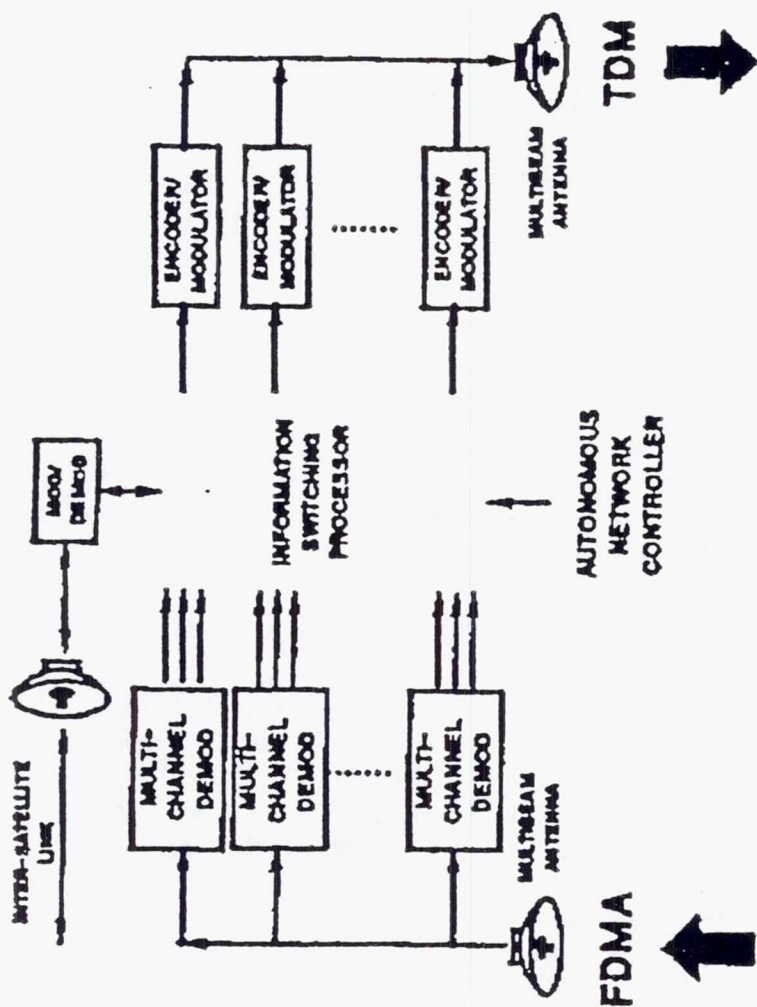 INTER-SATELLITE
LINK
MOD/
DEMOD
MULTI-
CHANNEL
DEMOD
MULTI-
CHANNEL
DEMOD
MULTI-
CHANNEL
DEMOD
INFORMATION
SWITCHING
PROCESSOR
ENCODER/
MODULATOR
ENCODER/
MODULATOR
ENCODER/
MODULATOR
MULTIBEAM
ANTENNA
AUTONOMOUS
NETWORK
CONTROLLER
MULTIBEAM
ANTENNA
FDMA
TDM